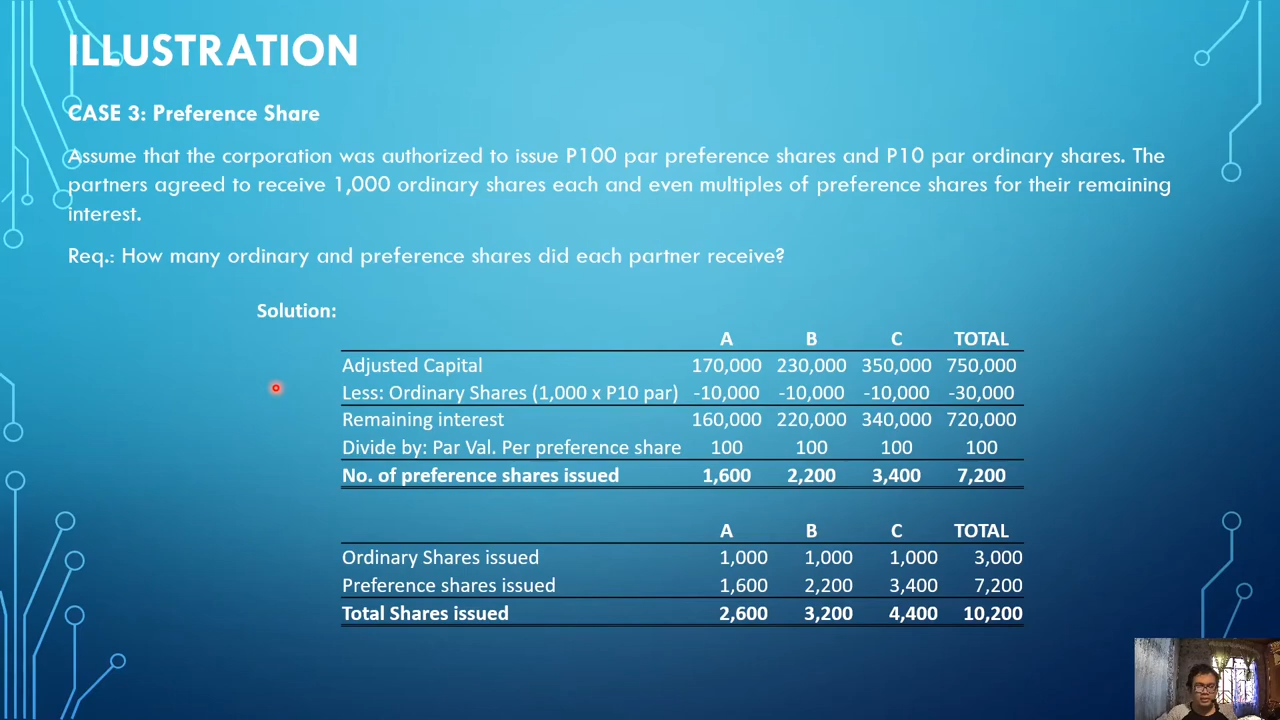 ILLUSTRATION
CASE 3: Preference Share
Assume that the corporation was authorized to issue P100 par preference shares and P10 par ordinary shares. The
partners agreed to receive 1,000 ordinary shares each and even multiples of preference shares for their remaining
interest.
Req.: How many ordinary and preference shares did each partner receive?
Solution:
A B C TOTAL
Adjusted Capital 170,000 230,000 350,000 750,000
Less: Ordinary Shares (1,000 x P10 par) -10,000 -10,000 -10,000 -30,000
Remaining interest 160,000 220,000 340,000 720,000
Divide by: Par Val. Per preference share 100 100 100 100
No. of preference shares issued 1,600 2,200 3,400 7,200
A B C TOTAL
Ordinary Shares issued 1,000 1,000 1,000 3,000
Preference shares issued 1,600 2,200 3,400 7,200
Total Shares issued 2,600 3,200 4,400 10,200